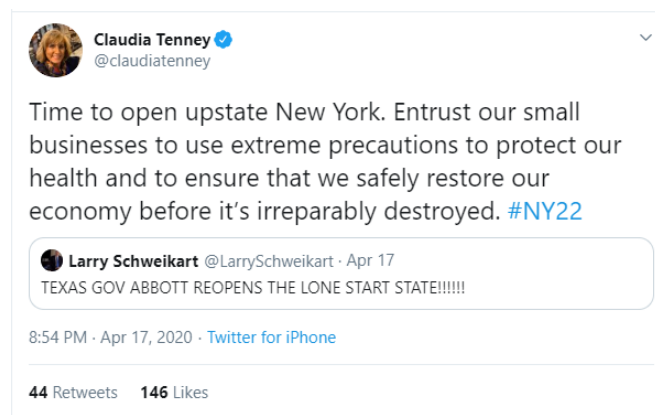 Claudia Tenney
@claudiatenney
Time to open upstate New York. Entrust our small
businesses to use extreme precautions to protect our
health and to ensure that we safely restore our
economy before it's irreparably destroyed. #NY22
Larry Schweikart @LarrySchweikart · Apr 17
TEXAS GOV ABBOTT REOPENS THE LONE START STATE!!!!!!
8:54 PM · Apr 17, 2020 · Twitter for iPhone
44 Retweets 146 Likes